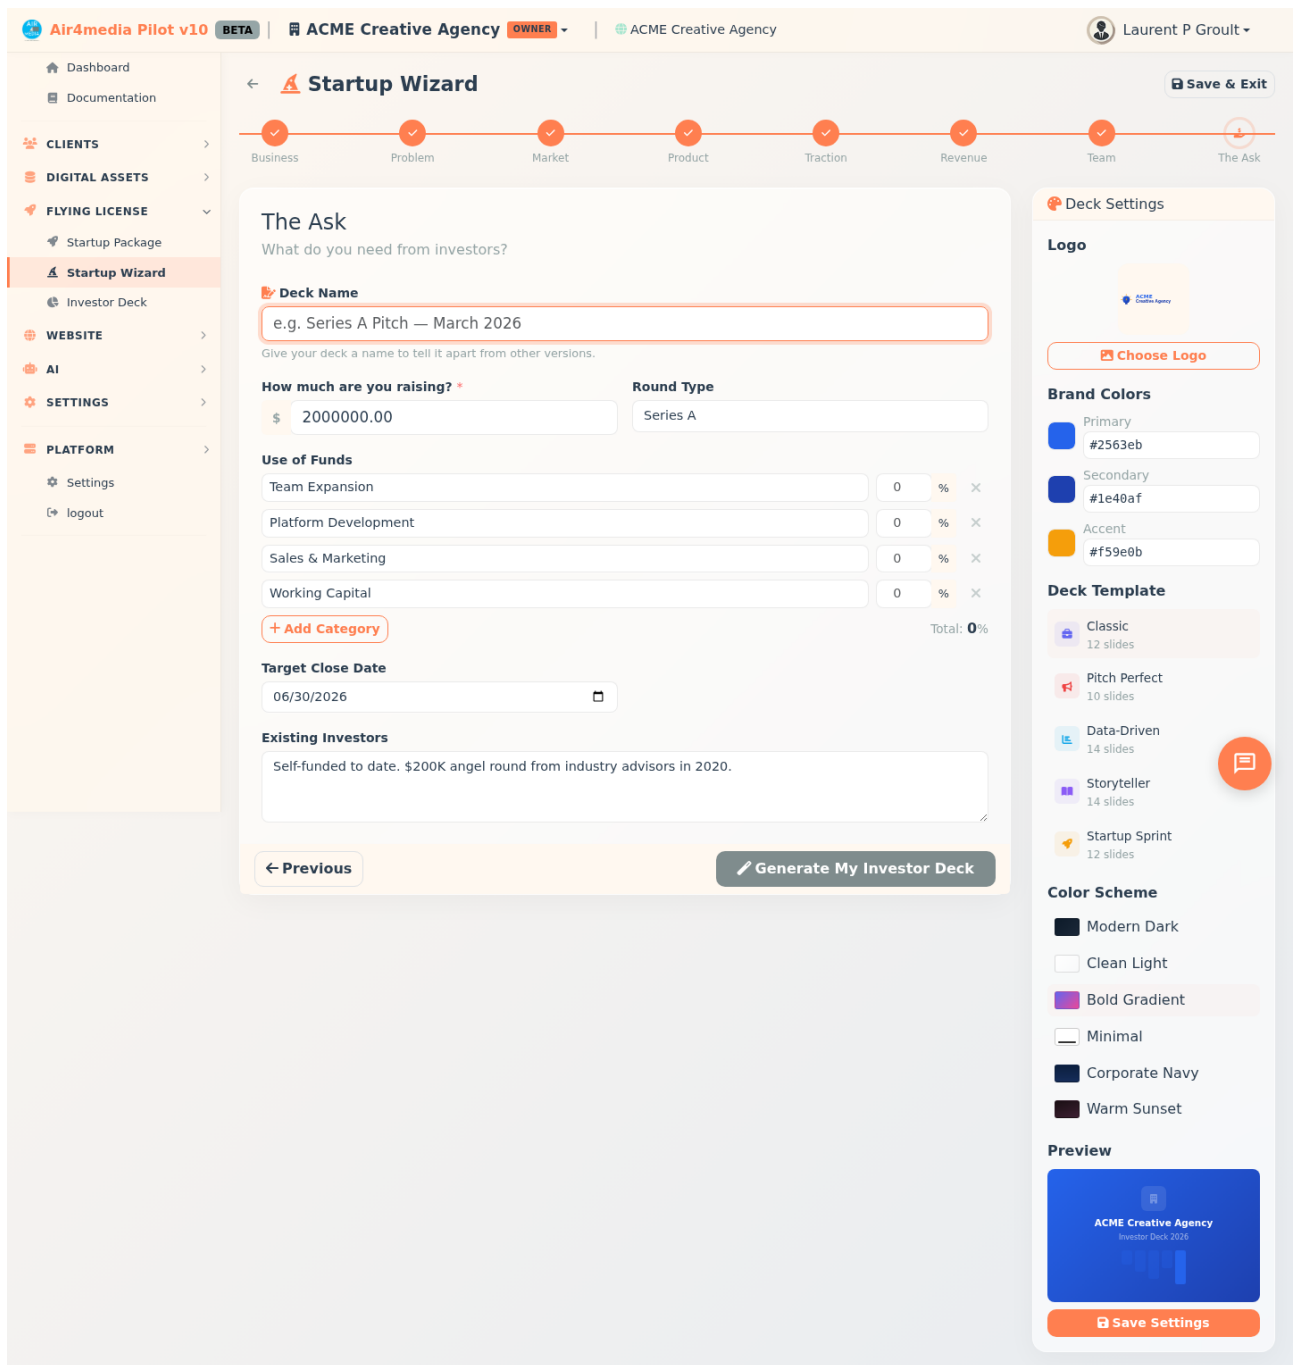 Air4media Pilot v10 BETA
ACME Creative Agency OWNER
ACME Creative Agency
Laurent P Groult
Dashboard
Documentation
CLIENTS
DIGITAL ASSETS
FLYING LICENSE
Startup Package
Startup Wizard
Investor Deck
WEBSITE
AI
SETTINGS
PLATFORM
Settings
logout
Startup Wizard
Save & Exit
Business
Problem
Market
Product
Traction
Revenue
Team
The Ask
The Ask
What do you need from investors?
Deck Name
e.g. Series A Pitch — March 2026
Give your deck a name to tell it apart from other versions.
How much are you raising? *
$ 2000000.00
Round Type
Series A
Use of Funds
Team Expansion 0 %
Platform Development 0 %
Sales & Marketing 0 %
Working Capital 0 %
+ Add Category
Total: 0%
Target Close Date
06/30/2026
Existing Investors
Self-funded to date. $200K angel round from industry advisors in 2020.
Previous
Generate My Investor Deck
Deck Settings
Logo
ACME
Creative Agency
Choose Logo
Brand Colors
Primary
#2563eb
Secondary
#1e40af
Accent
#f59e0b
Deck Template
Classic
12 slides
Pitch Perfect
10 slides
Data-Driven
14 slides
Storyteller
14 slides
Startup Sprint
12 slides
Color Scheme
Modern Dark
Clean Light
Bold Gradient
Minimal
Corporate Navy
Warm Sunset
Preview
ACME Creative Agency
Investor Deck 2026
Save Settings